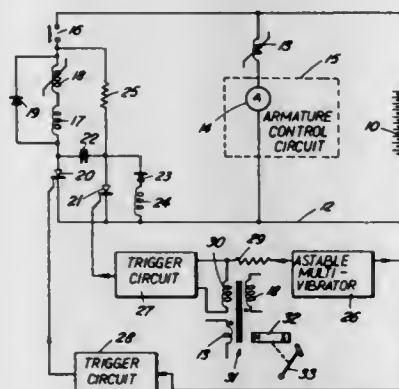 16
13
15
18
25
19
14
A
10
ARMATURE
CONTROL
CIRCUIT
17
22
23
20
21
24
12
30
29
TRIGGER
CIRCUIT
27
18
ASTABLE
MULTI-
VIBRATOR
26
28
13
32
TRIGGER
CIRCUIT
31
33